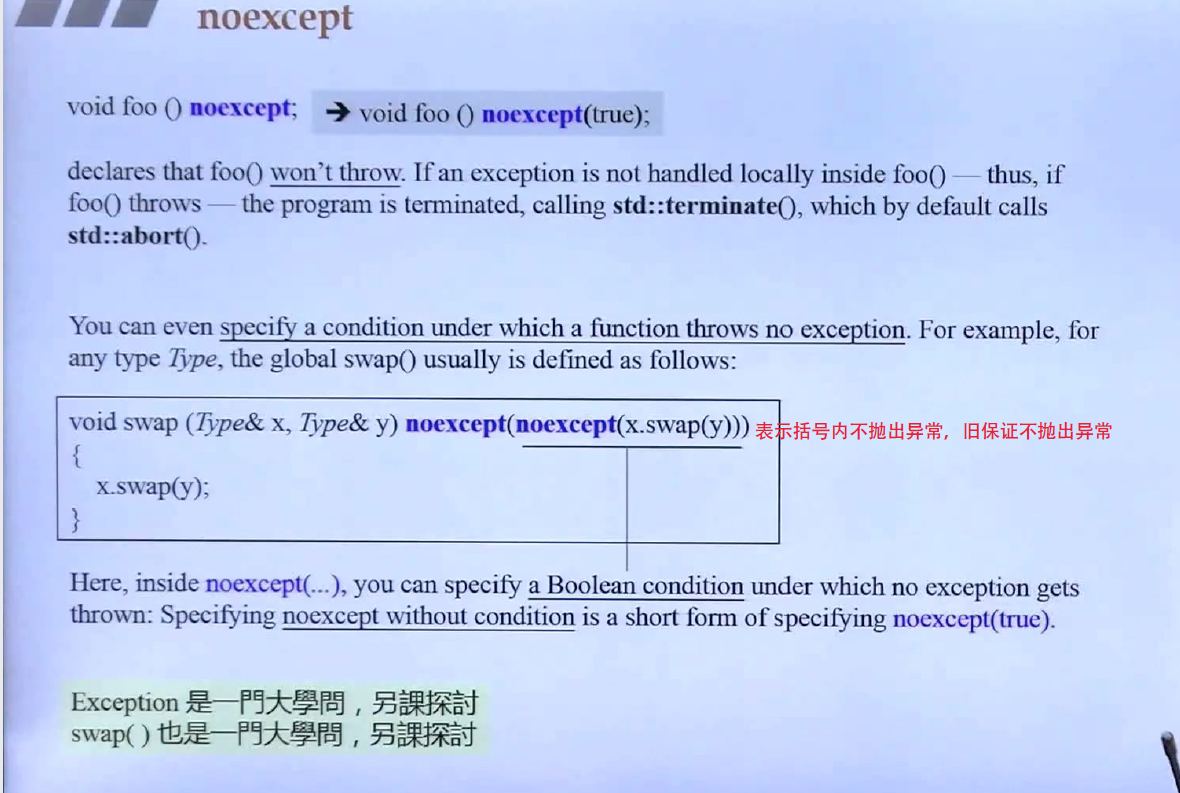 noexcept
void foo () noexcept; ➔ void foo () noexcept(true);
declares that foo() won’t throw. If an exception is not handled locally inside foo() — thus, if
foo() throws — the program is terminated, calling std::terminate(), which by default calls
std::abort().
You can even specify a condition under which a function throws no exception. For example, for
any type Type, the global swap() usually is defined as follows:
void swap (Type& x, Type& y) noexcept(noexcept(x.swap(y))) 表示括号内不抛出异常，旧保证不抛出异常
{
x.swap(y);
}
Here, inside noexcept(...), you can specify a Boolean condition under which no exception gets
thrown: Specifying noexcept without condition is a short form of specifying noexcept(true).
Exception 是一門大學問，另課探討
swap( ) 也是一門大學問，另課探討